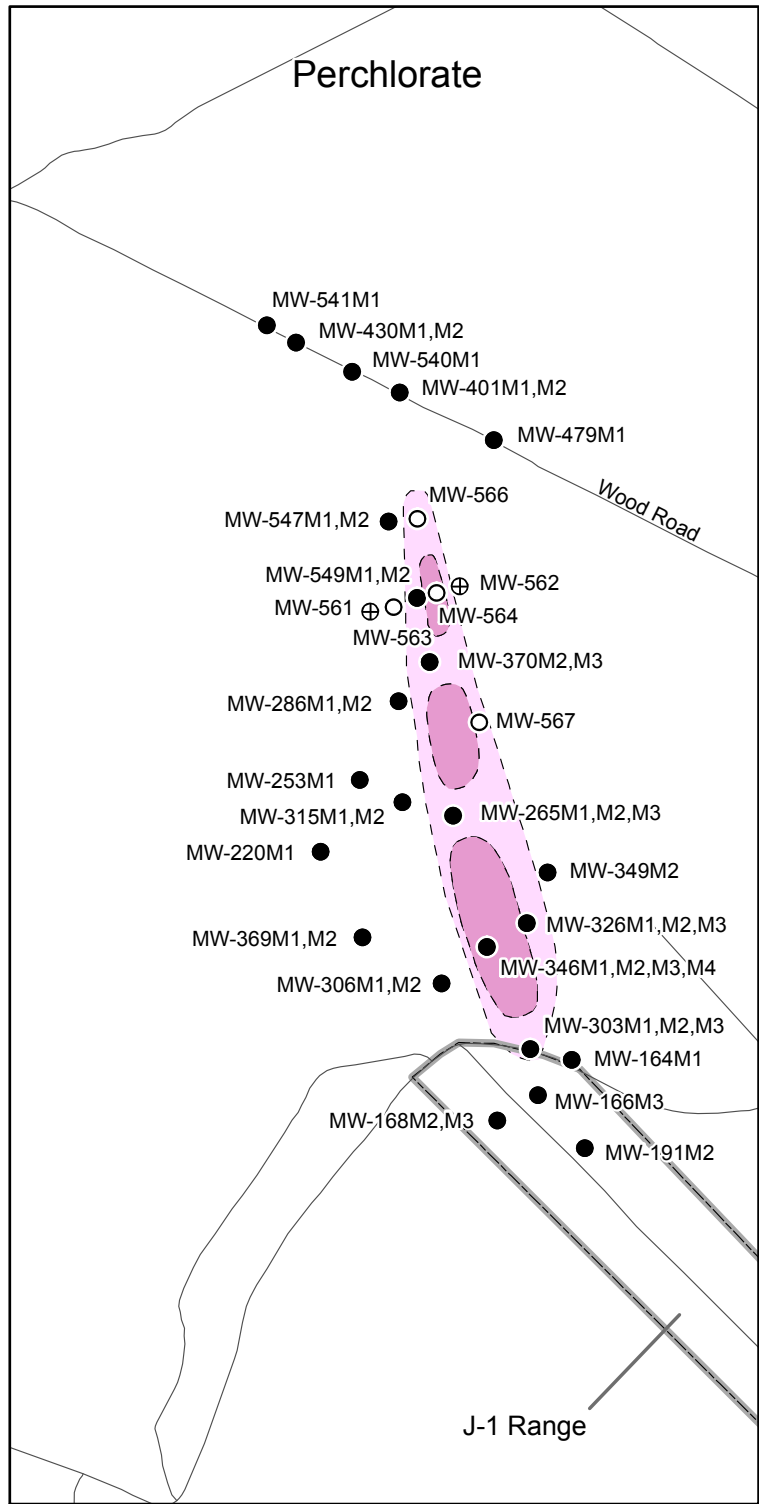 Perchlorate
MW-541M1
MW-430M1,M2
MW-540M1
MW-401M1,M2
MW-479M1
Wood Road
MW-566
MW-547M1,M2
MW-549M1,M2
MW-562
MW-561
MW-564
MW-563
MW-370M2,M3
MW-286M1,M2
MW-567
MW-253M1
MW-315M1,M2
MW-265M1,M2,M3
MW-220M1
MW-349M2
MW-326M1,M2,M3
MW-369M1,M2
MW-346M1,M2,M3,M4
MW-306M1,M2
MW-303M1,M2,M3
MW-164M1
MW-166M3
MW-168M2,M3
MW-191M2
J-1 Range